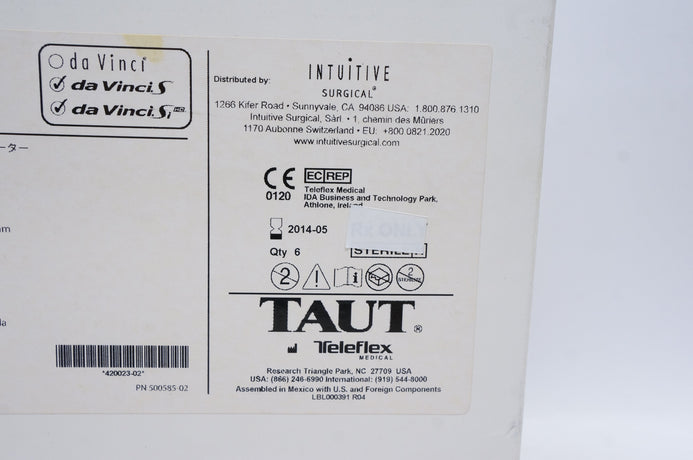 da Vinci
da Vinci S
da Vinci Si HD
Distributed by:
INTUITIVE
SURGICAL®
1266 Kifer Road • Sunnyvale, CA 94086 USA: 1.800.876.1310
Intuitive Surgical, Sàrl • 1, chemin des Mûriers
1170 Aubonne Switzerland • EU: +800.0821.2020
www.intuitivesurgical.com
ーター
CE
0120
EC REP
Teleflex Medical
IDA Business and Technology Park,
Athlone, Ireland
mm
2014-05
Rx ONLY
Qty 6
STERILE
2
i
2
TAUT®
Teleflex
MEDICAL
Research Triangle Park, NC 27709 USA
USA: (866) 246-6990 International: (919) 544-8000
Assembled in Mexico with U.S. and Foreign Components
LBL000391 R04
*420023-02*
PN 500585-02